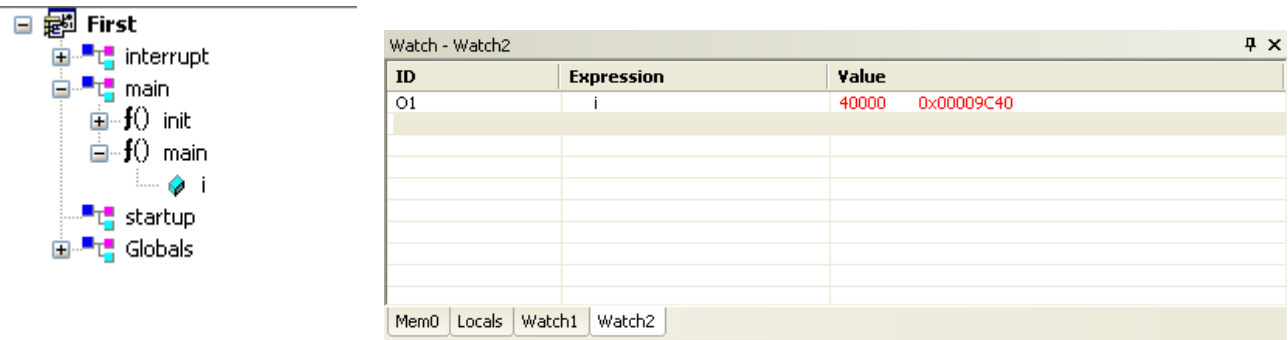 First
interrupt
main
f() init
f() main
i
startup
Globals
Watch - Watch2
ID Expression Value
O1 i 40000 0x00009C40
Mem0 Locals Watch1 Watch2